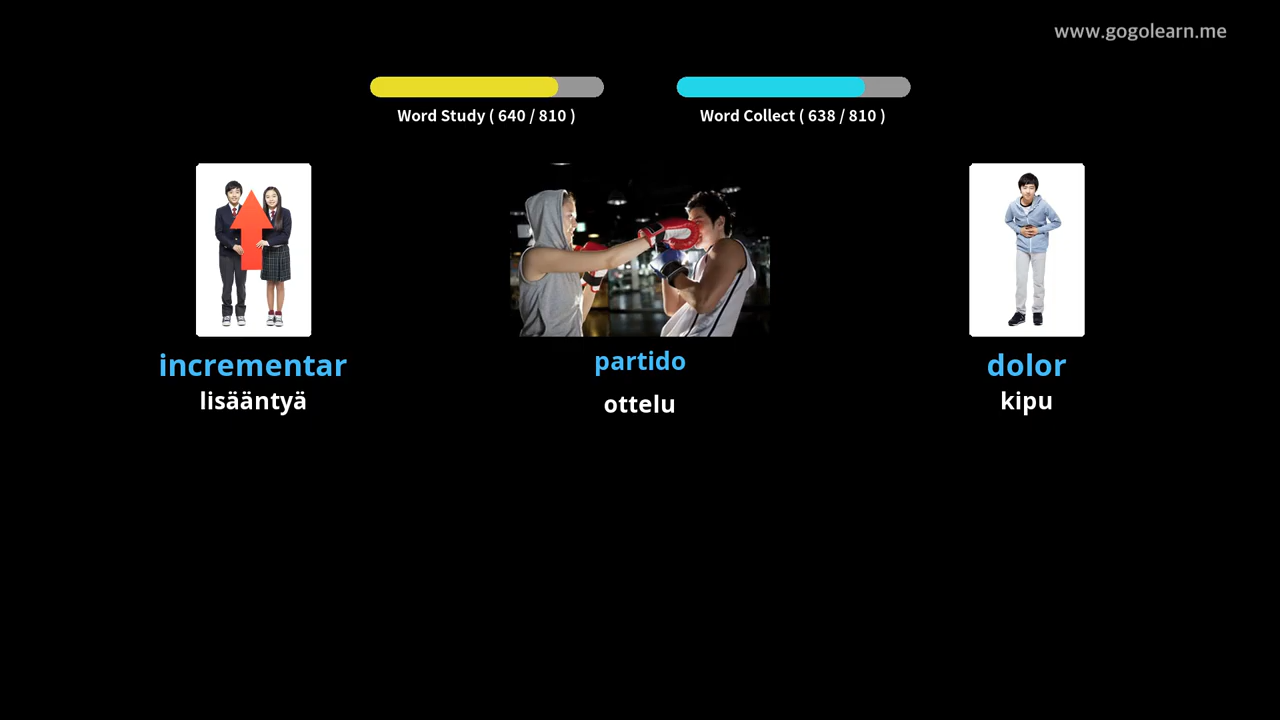 www.gogolearn.me
Word Study ( 640 / 810 )
Word Collect ( 638 / 810 )
incrementar
lisääntyä
partido
ottelu
dolor
kipu